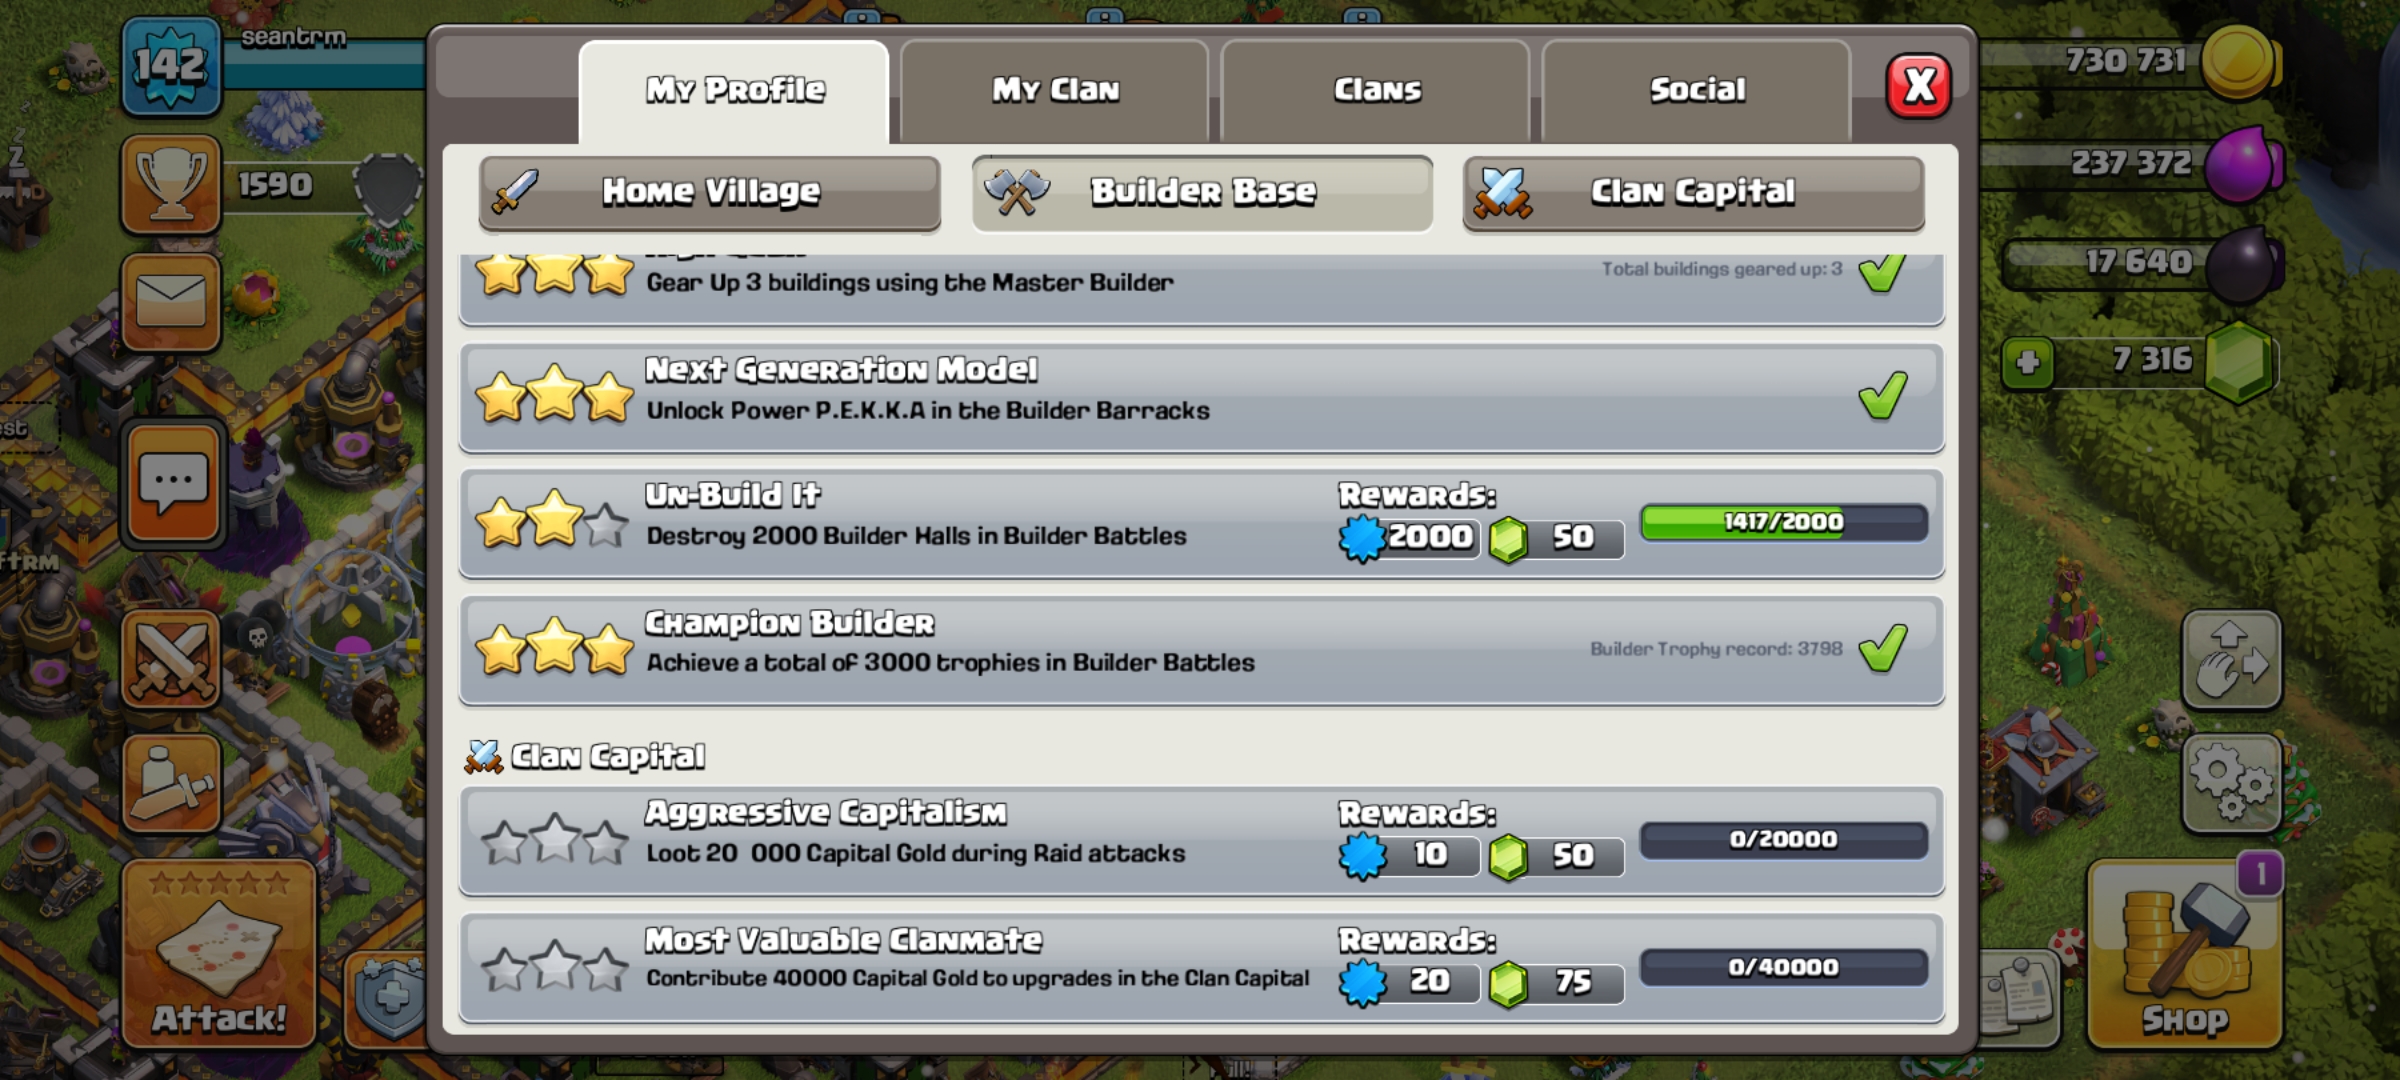 142
seantrm
My Profile
My Clan
Clans
Social
X
730 731
1590
Home Village
Builder Base
Clan Capital
237 372
17 640
7 316
Gear Up 3 buildings using the Master Builder
Total buildings geared up: 3
Next Generation Model
Unlock Power P.E.K.K.A in the Builder Barracks
Un-Build It
Destroy 2000 Builder Halls in Builder Battles
Rewards:
2000
50
1417/2000
Champion Builder
Achieve a total of 3000 trophies in Builder Battles
Builder Trophy record: 3798
Clan Capital
Aggressive Capitalism
Loot 20 000 Capital Gold during Raid attacks
Rewards:
10
50
0/20000
Most Valuable Clanmate
Contribute 40000 Capital Gold to upgrades in the Clan Capital
Rewards:
20
75
0/40000
Attack!
1
Shop